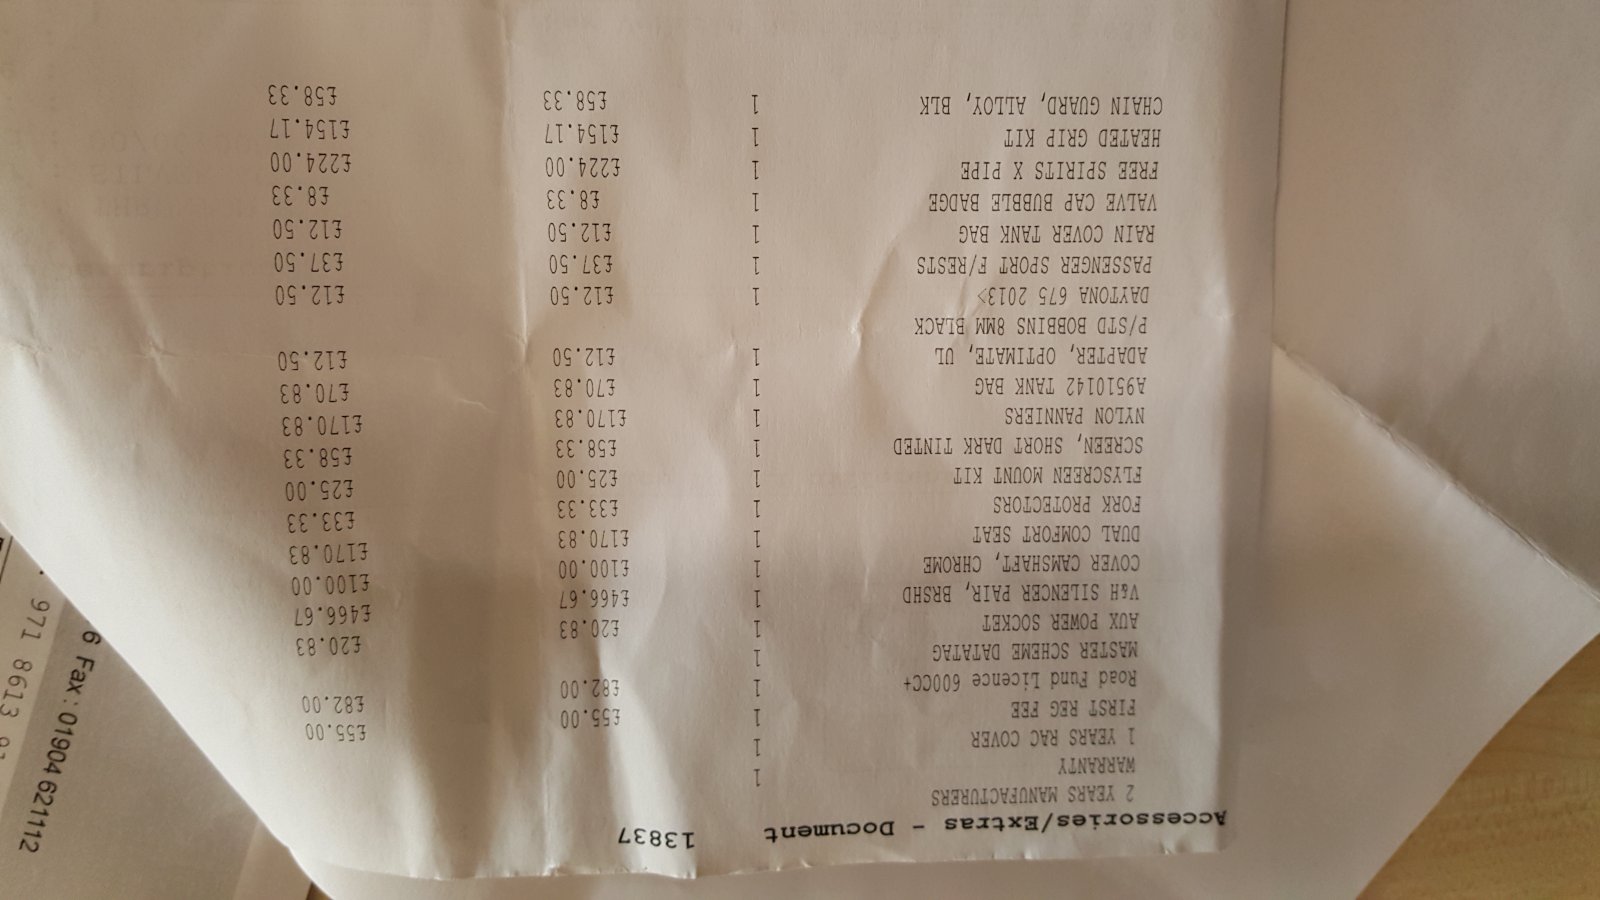 Accessories/Extras - Document 13837
2 YEARS MANUFACTURERS
WARRANTY 1
1 YEARS RAC COVER 1
FIRST REG FEE 1 £55.00 £55.00
Road Fund Licence 600CC+ 1 £82.00 £82.00
MASTER SCHEME DATATAG 1
AUX POWER SOCKET 1 £20.83 £20.83
V&H SILENCER PAIR, BRSHD 1 £466.67 £466.67
COVER CAMSHAFT, CHROME 1 £100.00 £100.00
DUAL COMFORT SEAT 1 £170.83 £170.83
FORK PROTECTORS 1 £33.33 £33.33
FLYSCREEN MOUNT KIT 1 £25.00 £25.00
SCREEN, SHORT DARK TINTED 1 £58.33 £58.33
NYLON PANNIERS 1 £170.83 £170.83
A9510142 TANK BAG 1 £70.83 £70.83
ADAPTER, OPTIMATE, UL 1 £12.50 £12.50
P/STD BOBBINS 8MM BLACK
DAYTONA 675 2013> 1 £12.50 £12.50
PASSENGER SPORT F/RESTS 1 £37.50 £37.50
RAIN COVER TANK BAG 1 £12.50 £12.50
VALVE CAP BUBBLE BADGE 1 £8.33 £8.33
FREE SPIRITS X PIPE 1 £224.00 £224.00
HEATED GRIP KIT 1 £154.17 £154.17
CHAIN GUARD, ALLOY, BLK 1 £58.33 £58.33
6 Fax: 01904 621112
971 8613